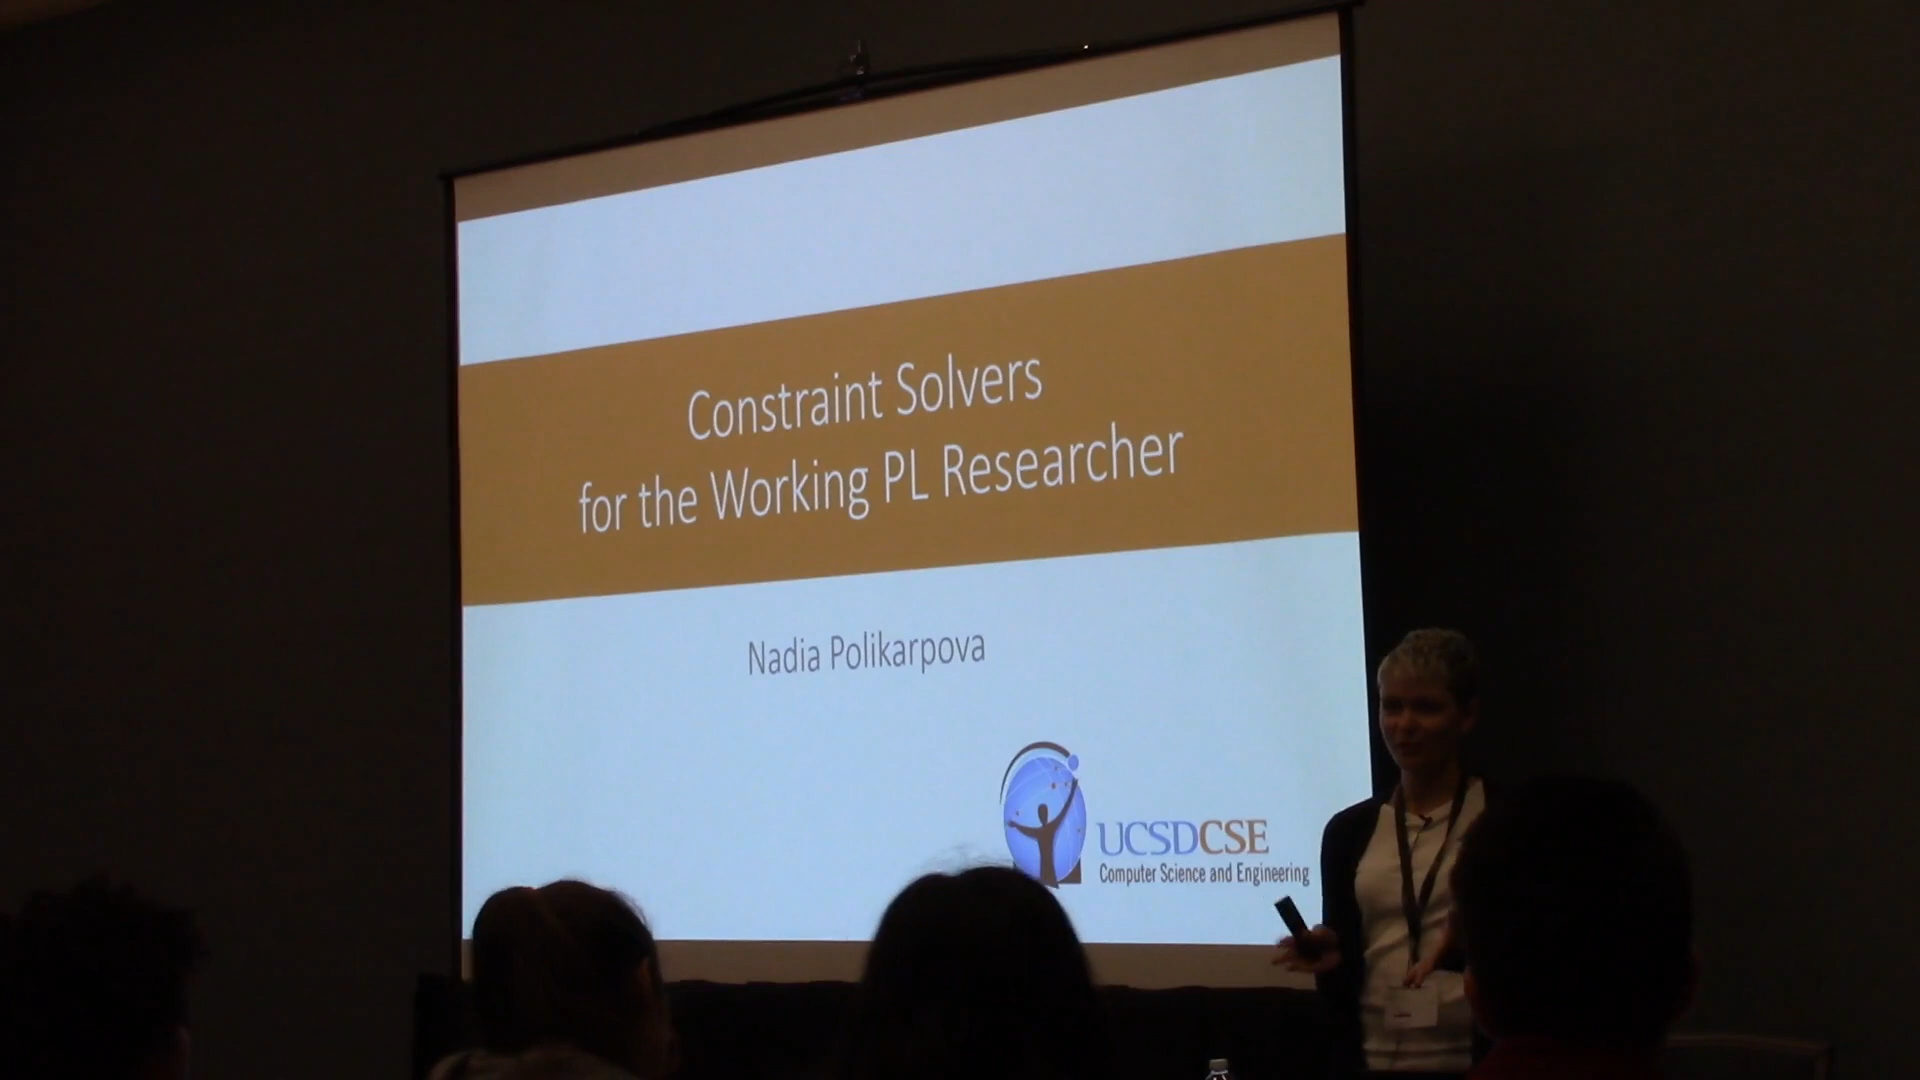 Constraint Solvers
for the Working PL Researcher
Nadia Polikarpova
UCSDCSE
Computer Science and Engineering